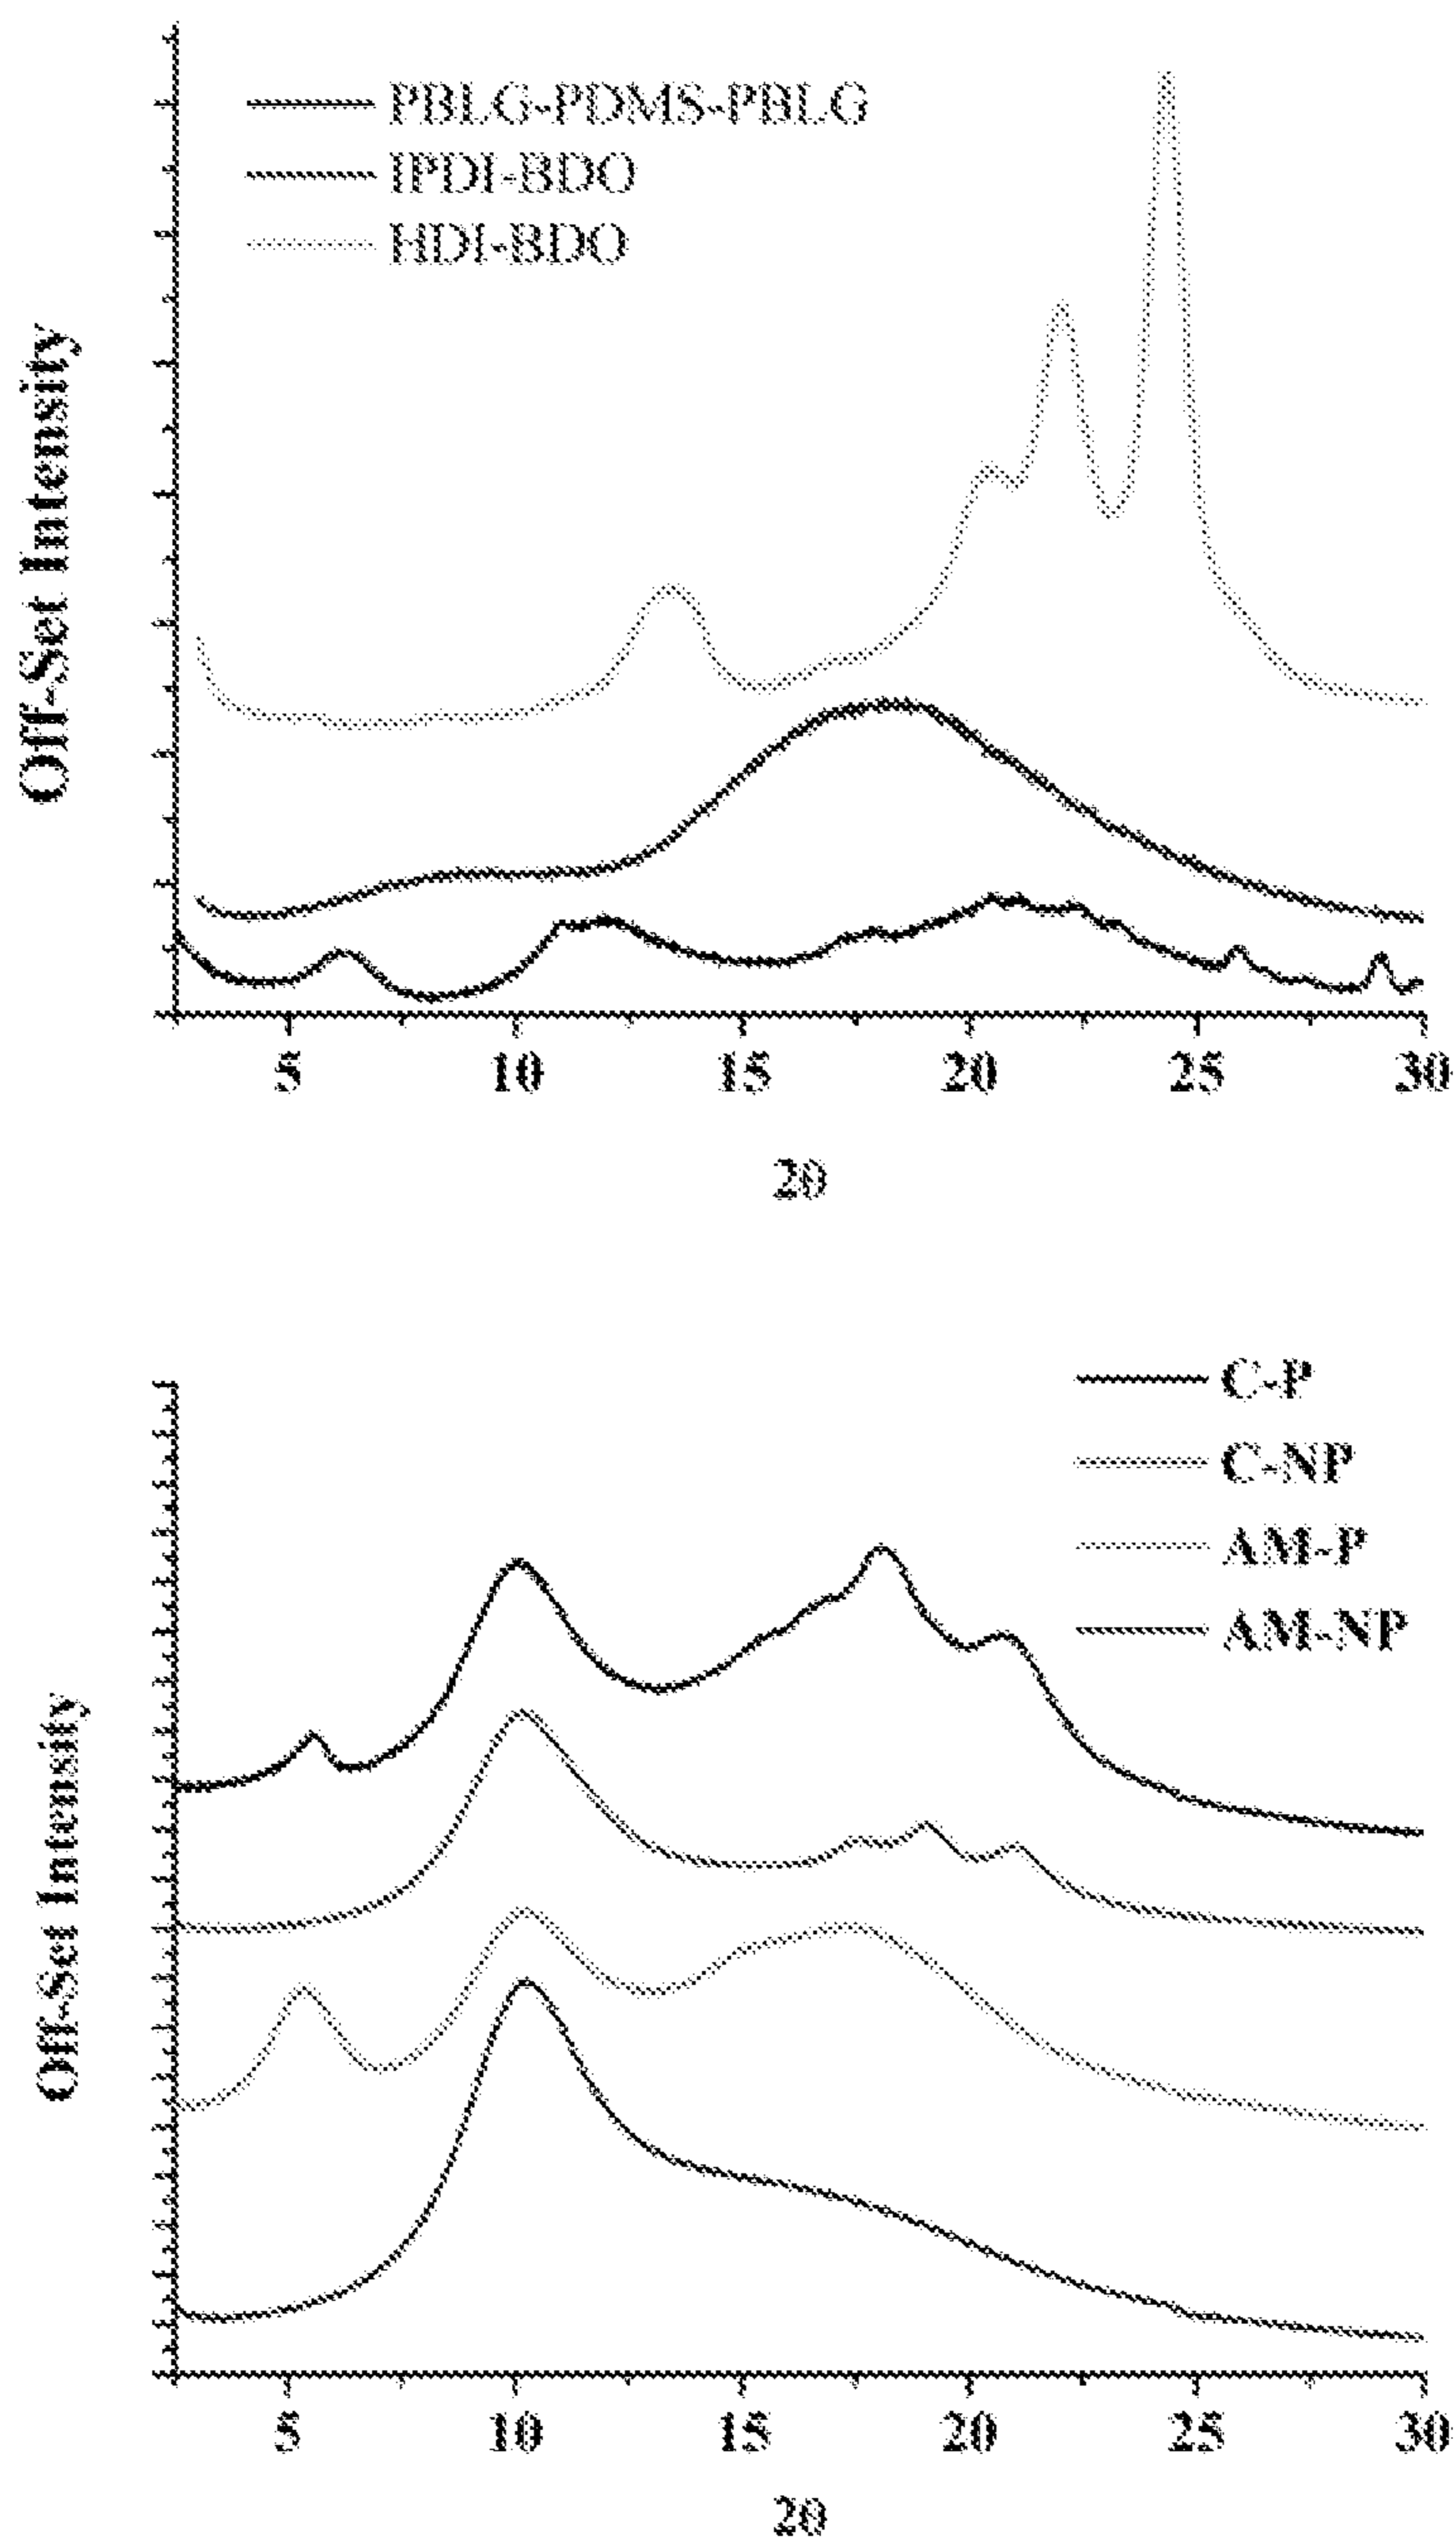 PBLG-PDMS-PBLG
IPDI-BDO
HDI-BDO
Off-Set Intensity
5 10 15 20 25 30
2θ
C-P
C-NP
AM-P
AM-NP
Off-Set Intensity
5 10 15 20 25 30
2θ